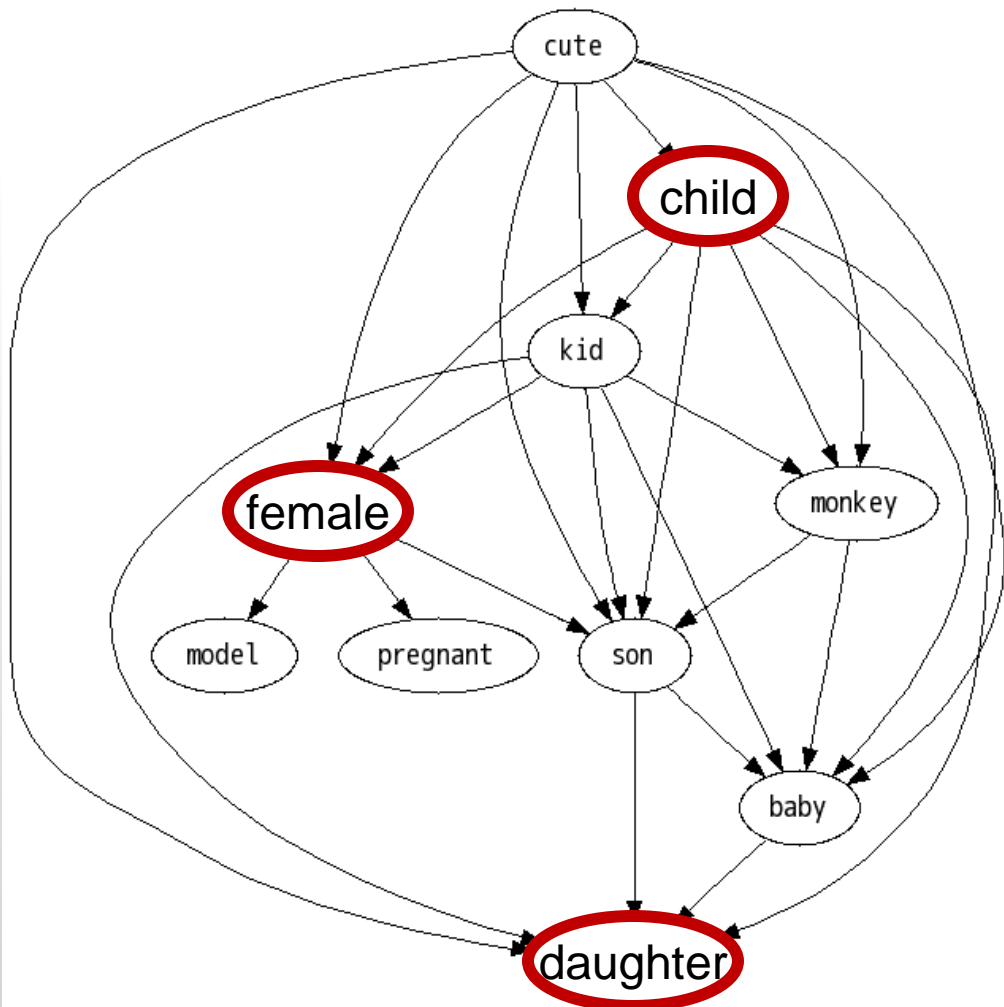 cute
child
kid
female
monkey
model
pregnant
son
baby
daughter